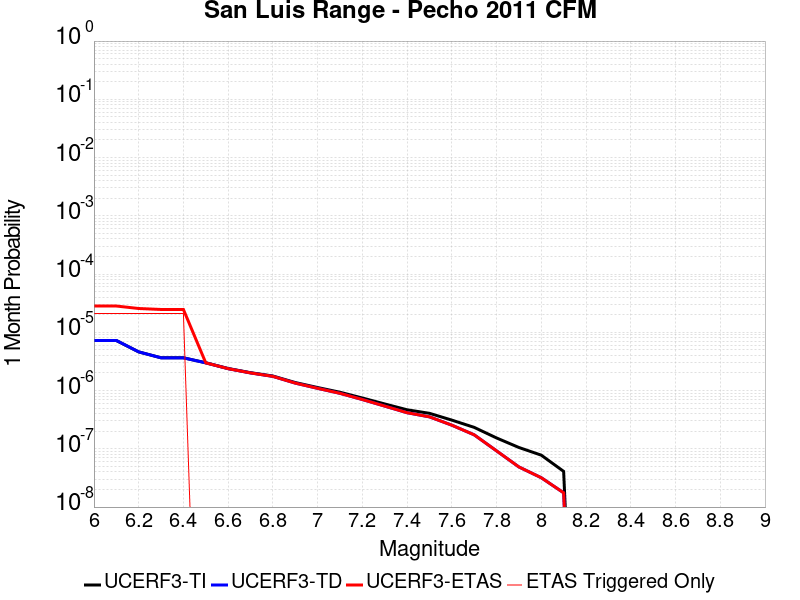 San Luis Range - Pecho 2011 CFM
10^0
10^-1
10^-2
10^-3
10^-4
10^-5
10^-6
10^-7
10^-8
1 Month Probability
6 6.2 6.4 6.6 6.8 7 7.2 7.4 7.6 7.8 8 8.2 8.4 8.6 8.8 9
Magnitude
UCERF3-TI UCERF3-TD UCERF3-ETAS ETAS Triggered Only